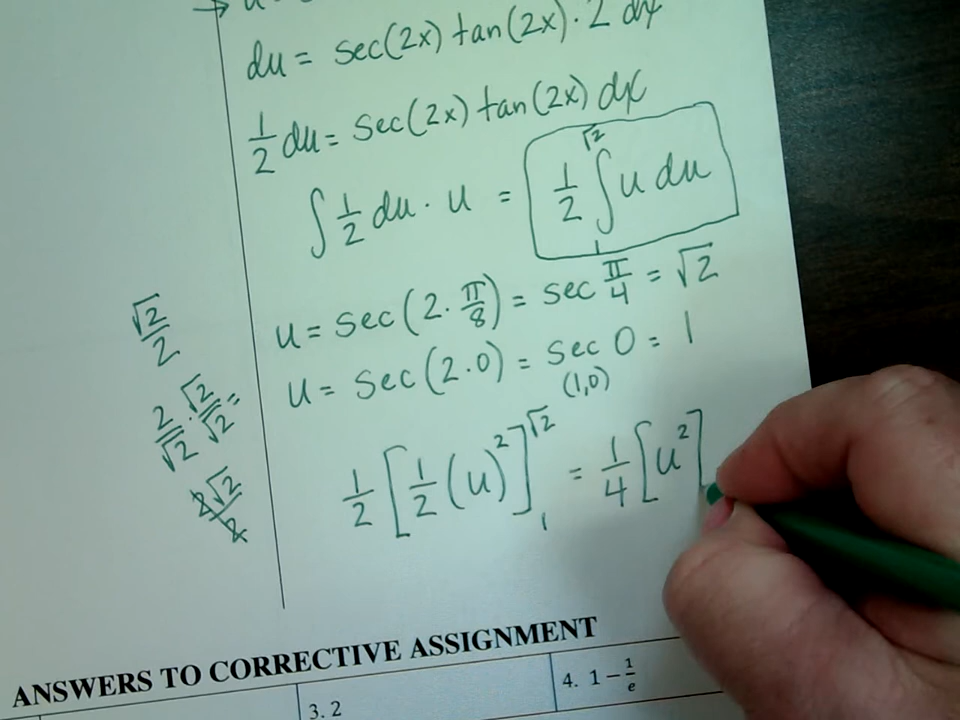 du = sec(2x) tan(2x) · 2 dx
1/2 du = sec(2x) tan(2x) dx
∫ 1/2 du · u = 1/2 ∫₁^√2 u du
u = sec(2 · π/8) = sec π/4 = √2
u = sec(2·0) = sec 0 = 1
(1,0)
√2/2
2/√2 · √2/√2 =
2√2/2
1/2 [1/2 (u)²]₁^√2 = 1/4 [u²]
ANSWERS TO CORRECTIVE ASSIGNMENT
3. 2
4. 1 − 1/e